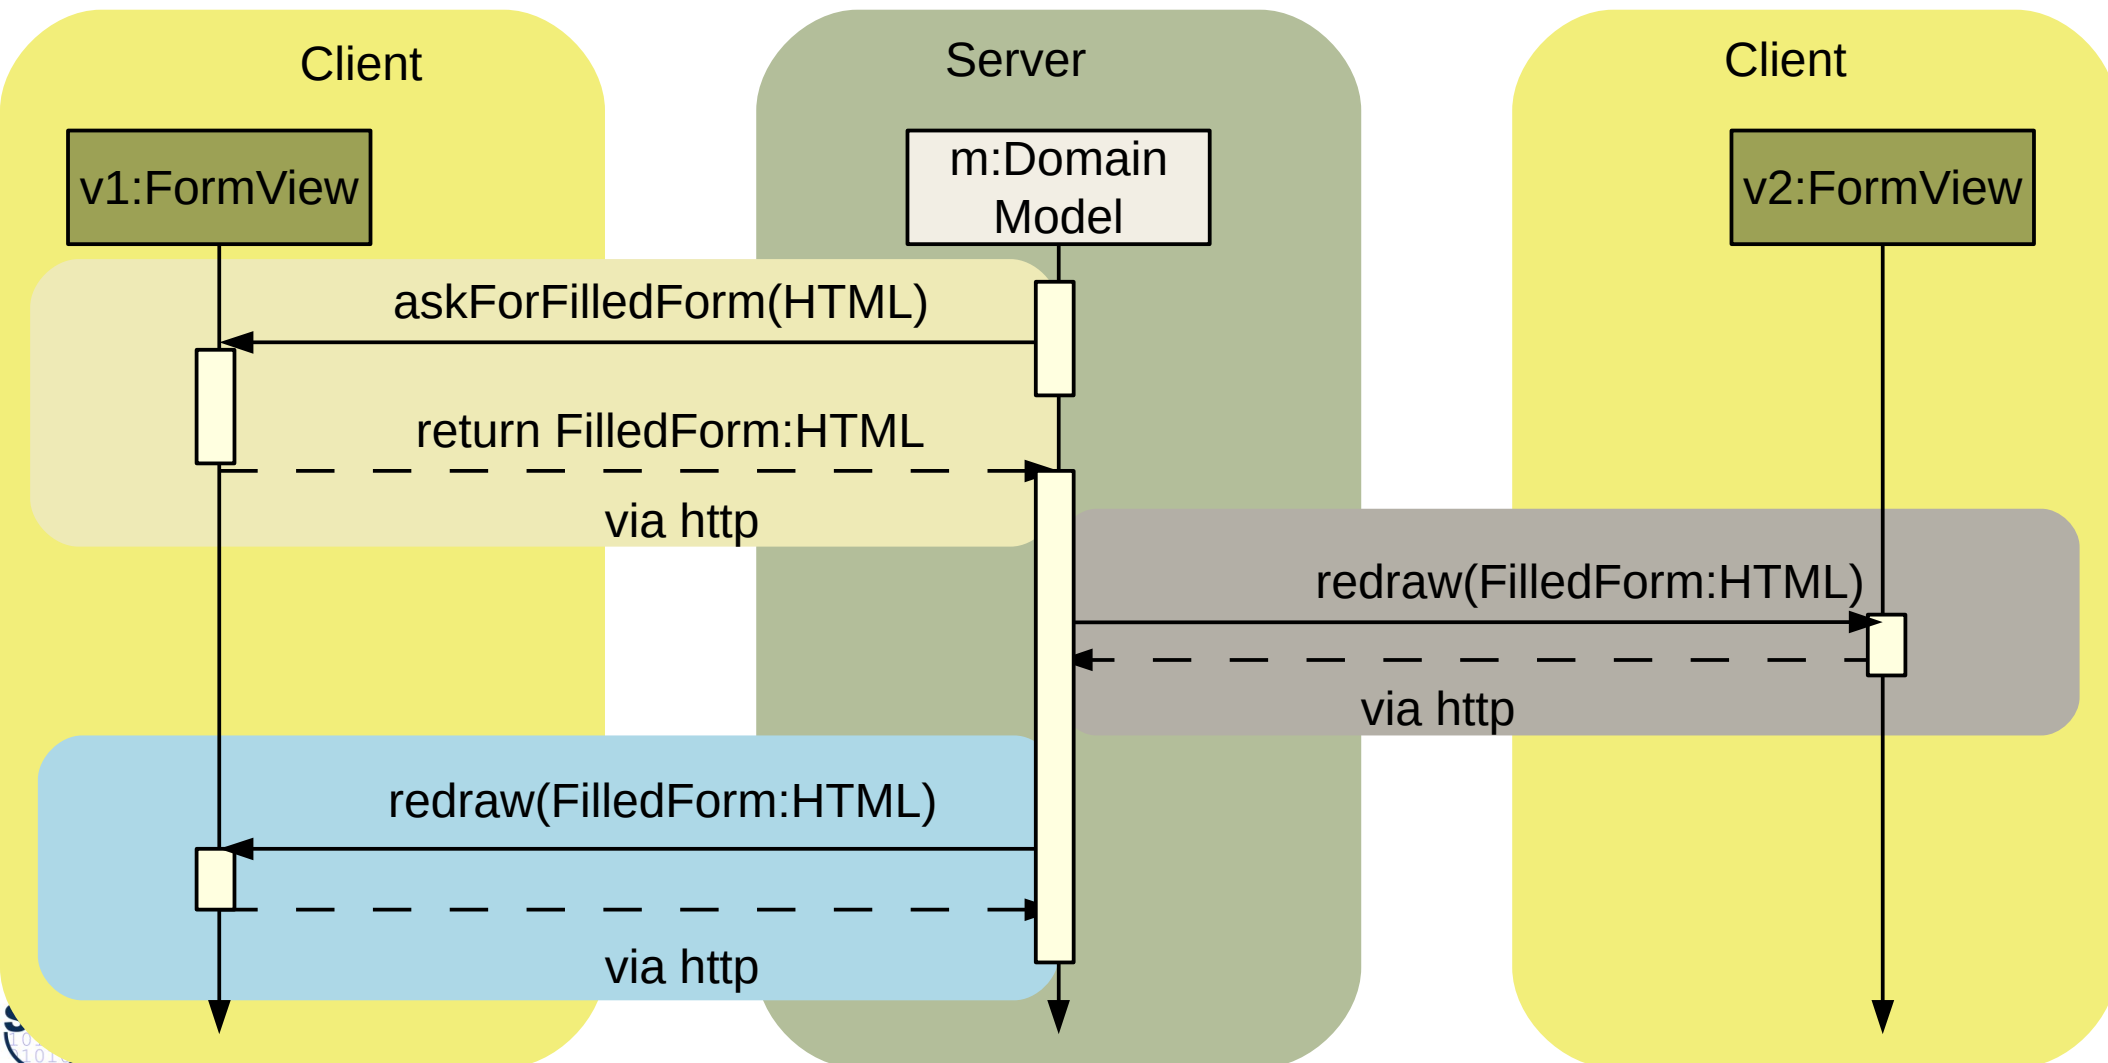 Client
Server
Client
v1:FormView
m:Domain
Model
v2:FormView
askForFilledForm(HTML)
return FilledForm:HTML
via http
redraw(FilledForm:HTML)
via http
redraw(FilledForm:HTML)
via http